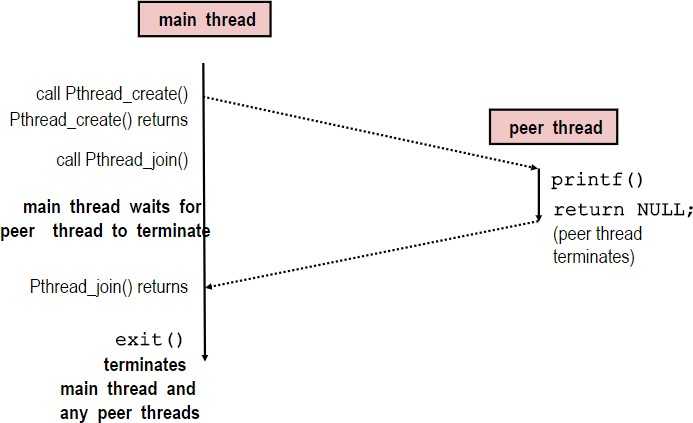 main thread
call Pthread_create()
Pthread_create() returns
peer thread
call Pthread_join()
printf()
main thread waits for
peer thread to terminate
return NULL;
(peer thread
terminates)
Pthread_join() returns
exit()
terminates
main thread and
any peer threads